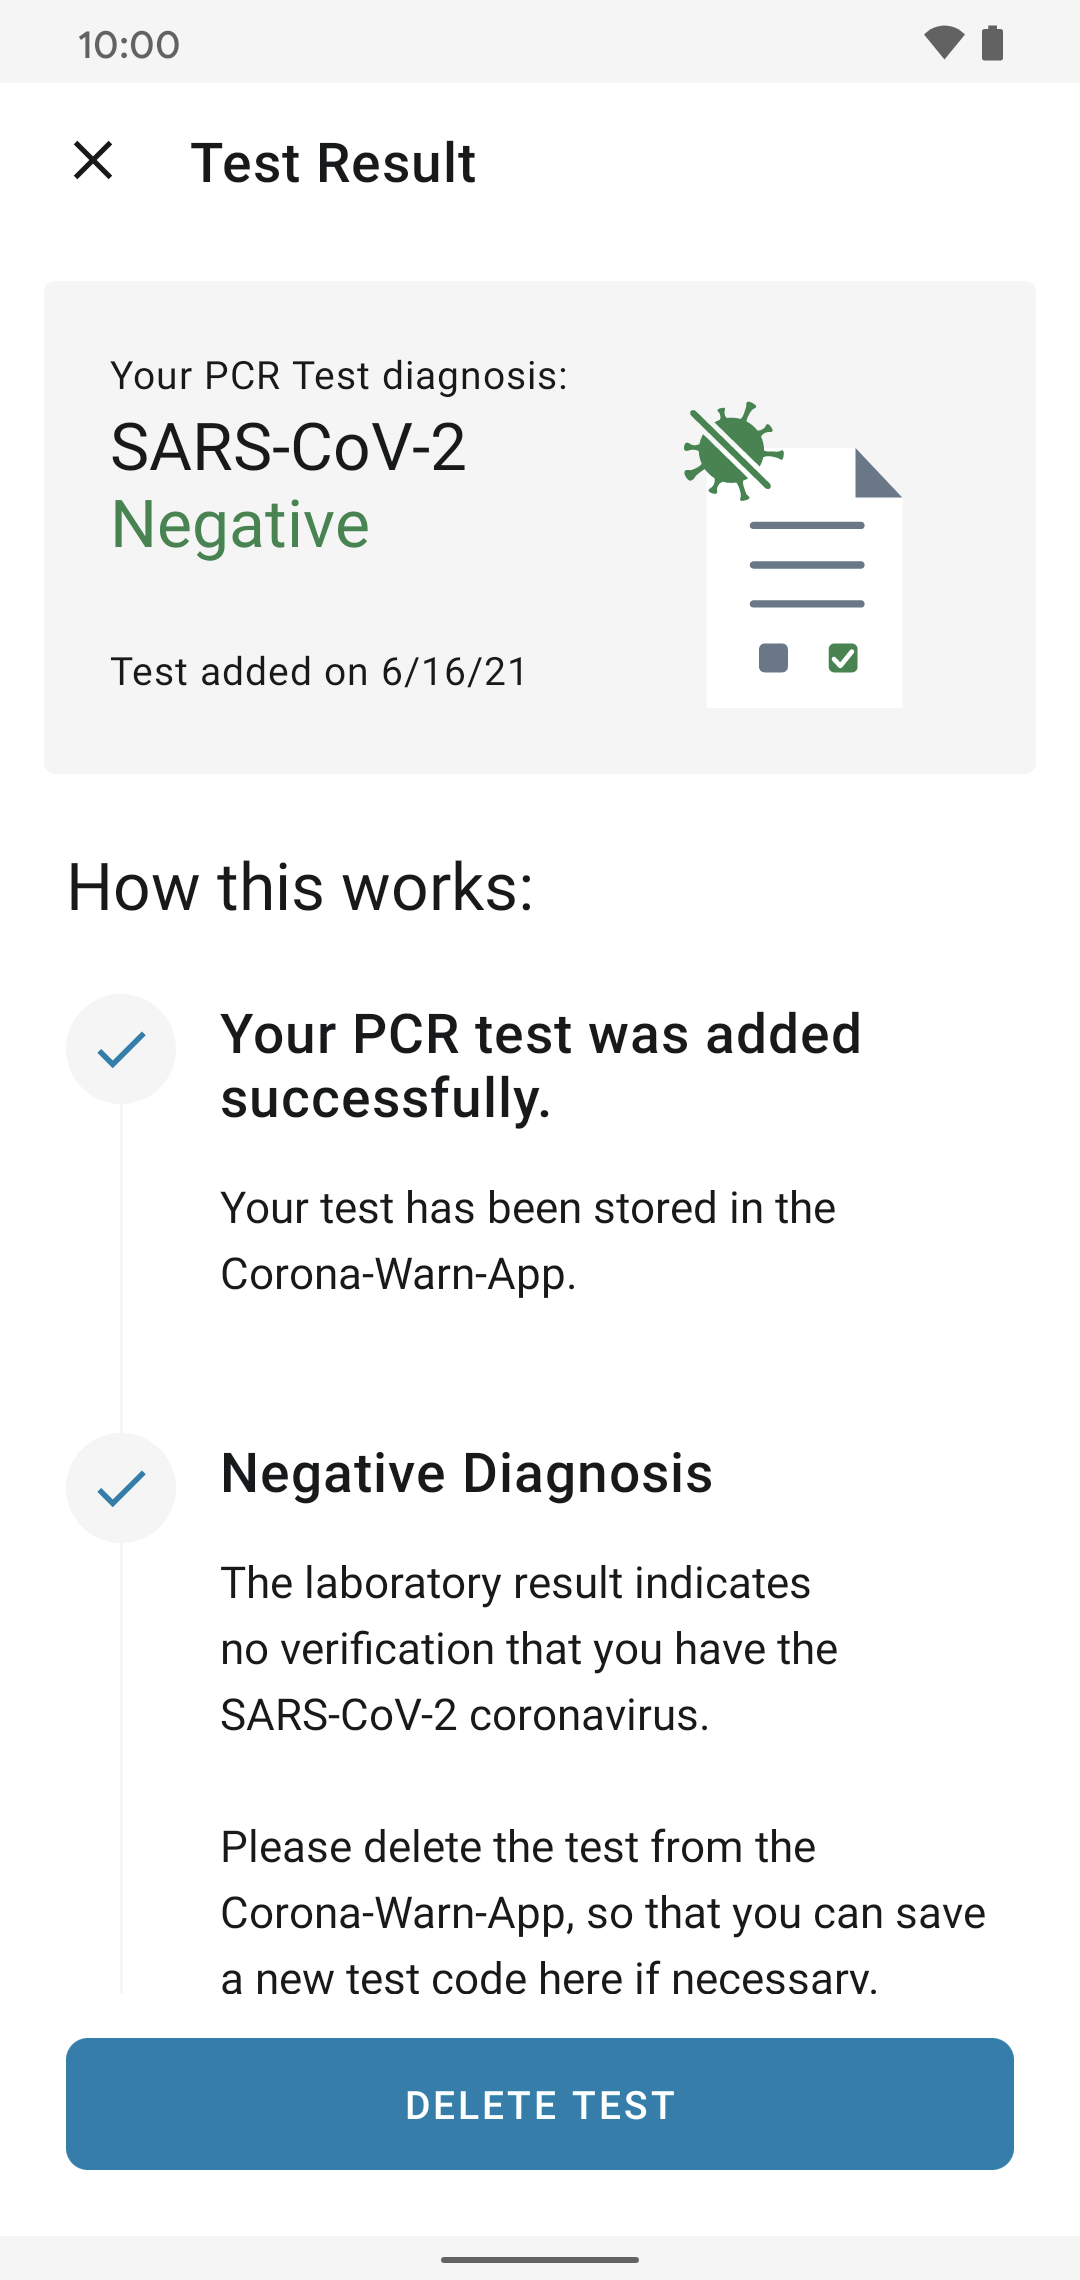 10:00
Test Result
Your PCR Test diagnosis:
SARS-CoV-2
Negative
Test added on 6/16/21
How this works:
Your PCR test was added
successfully.
Your test has been stored in the
Corona-Warn-App.
Negative Diagnosis
The laboratory result indicates
no verification that you have the
SARS-CoV-2 coronavirus.
Please delete the test from the
Corona-Warn-App, so that you can save
a new test code here if necessary.
DELETE TEST